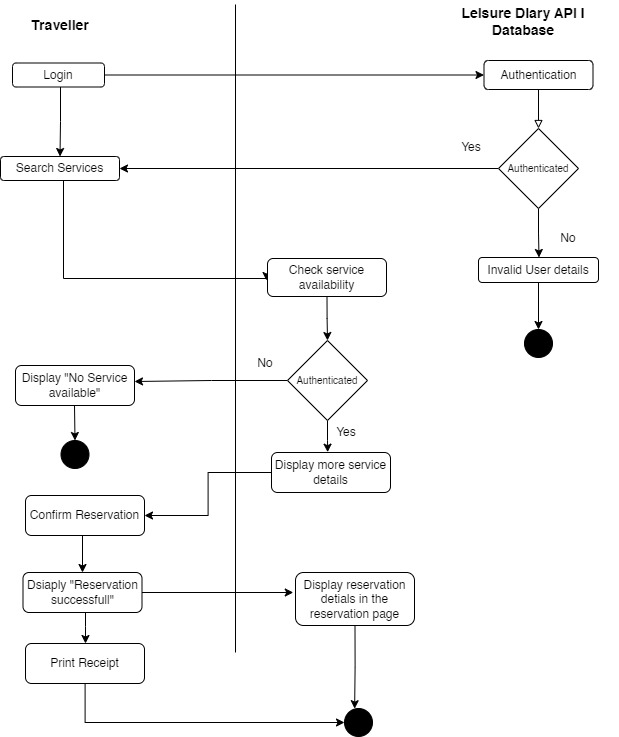 Traveller
Leisure Diary API I
Database
Login
Authentication
Yes
Search Services
Authenticated
No
Check service
availability
Invalid User details
No
Display "No Service
available"
Authenticated
Yes
Display more service
details
Confirm Reservation
Dsiaply "Reservation
successfull"
Display reservation
detials in the
reservation page
Print Receipt